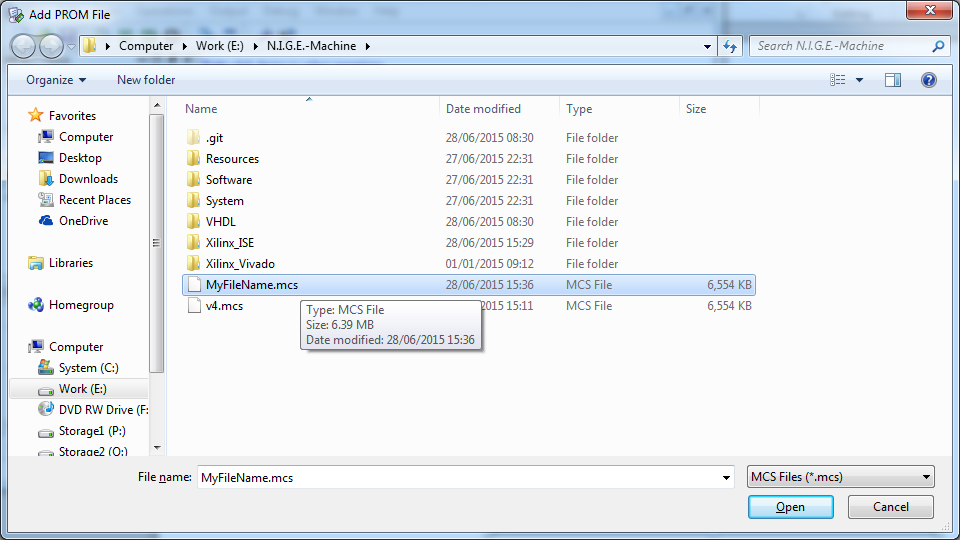 Add PROM File
Computer Work (E:) N.I.G.E.-Machine Search N.I.G.E.-Machine
Organize New folder
Name Date modified Type Size
Favorites
Computer
Desktop
Downloads
Recent Places
OneDrive
Libraries
Homegroup
Computer
System (C:)
Work (E:)
DVD RW Drive (F:
Storage1 (P:)
Storage2 (O:)
.git 28/06/2015 08:30 File folder
Resources 27/06/2015 22:31 File folder
Software 27/06/2015 22:31 File folder
System 27/06/2015 22:31 File folder
VHDL 28/06/2015 08:30 File folder
Xilinx_ISE 28/06/2015 15:29 File folder
Xilinx_Vivado 01/01/2015 09:12 File folder
MyFileName.mcs 28/06/2015 15:36 MCS File 6,554 KB
v4.mcs 2015 15:11 MCS File 6,554 KB
Type: MCS File
Size: 6.39 MB
Date modified: 28/06/2015 15:36
File name: MyFileName.mcs MCS Files (*.mcs)
Open Cancel